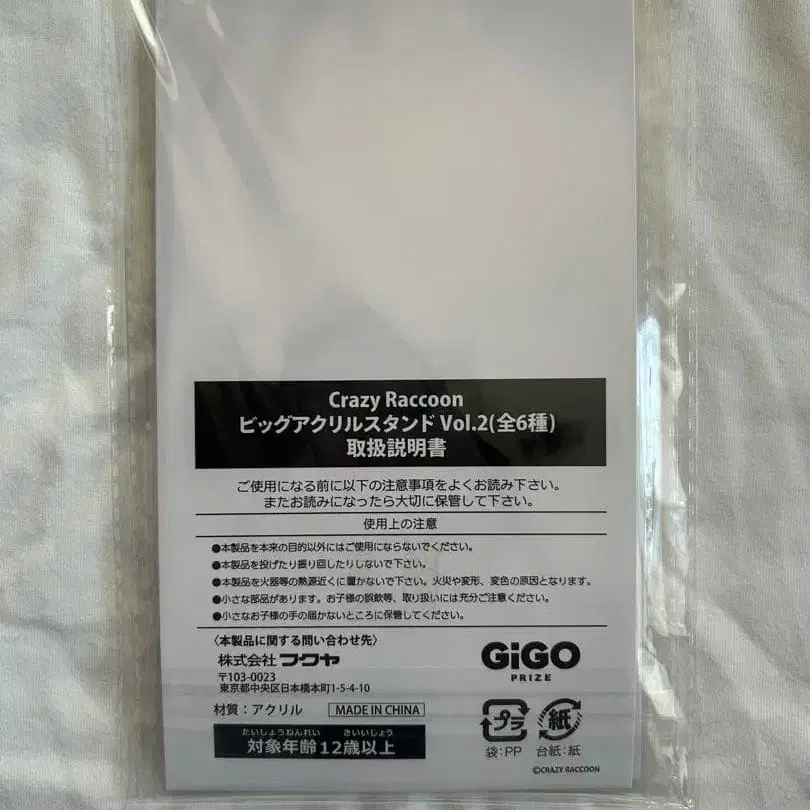 Crazy Raccoon
ビッグアクリルスタンド Vol.2(全6種)
取扱説明書
ご使用になる前に以下の注意事項をよくお読み下さい。
またお読みになったら大切に保管して下さい。
使用上の注意
●本製品を本来の目的以外にはご使用にならないでください。
●本製品を投げたり振り回したりしないで下さい。
●本製品を火器等の熱源近くに置かないで下さい。火災や変形、変色の原因となります。
●小さな部品があります。お子様の誤飲等、取り扱いには充分ご注意ください。
●小さなお子様の手の届かないところに保管してください。
〈本製品に関する問い合わせ先〉
株式会社フクヤ
〒103-0023
東京都中央区日本橋本町1-5-4-10
GiGO
PRIZE
材質：アクリル MADE IN CHINA
たいしょうねんれい さいいじょう
対象年齢12歳以上
プラ 紙
袋：PP 台紙：紙
©CRAZY RACCOON